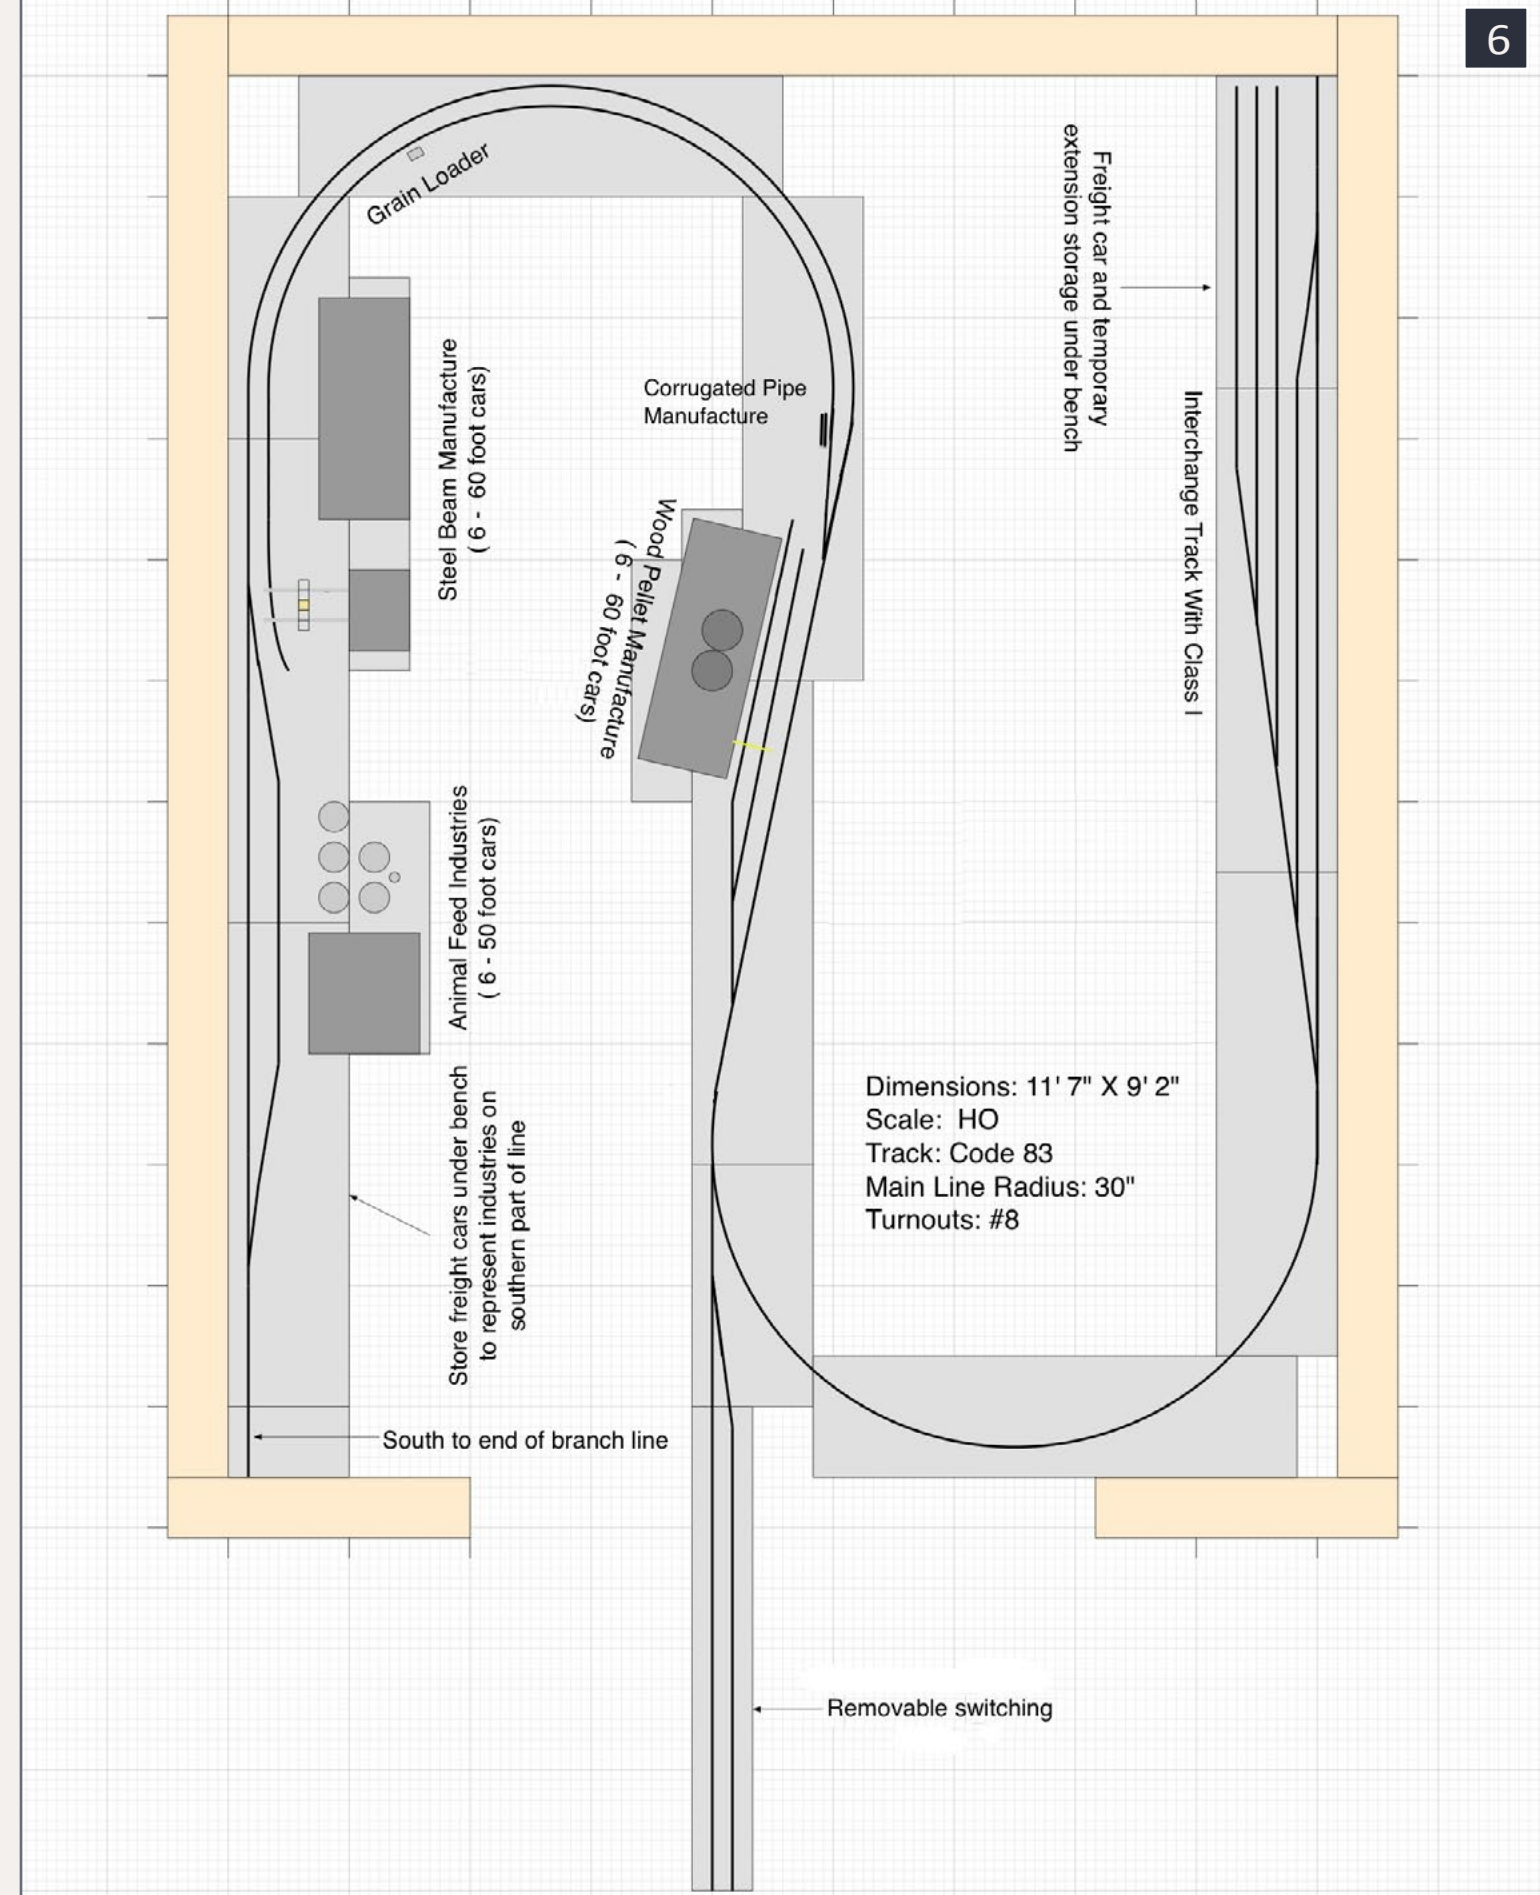 6
Grain Loader
Freight car and temporary
extension storage under bench
Steel Beam Manufacture
( 6 - 60 foot cars)
Corrugated Pipe
Manufacture
Interchange Track With Class I
Wood Pellet Manufacture
( 6 - 60 foot cars)
Animal Feed Industries
( 6 - 50 foot cars)
Store freight cars under bench
to represent industries on
southern part of line
Dimensions: 11' 7" X 9' 2"
Scale: HO
Track: Code 83
Main Line Radius: 30"
Turnouts: #8
South to end of branch line
Removable switching